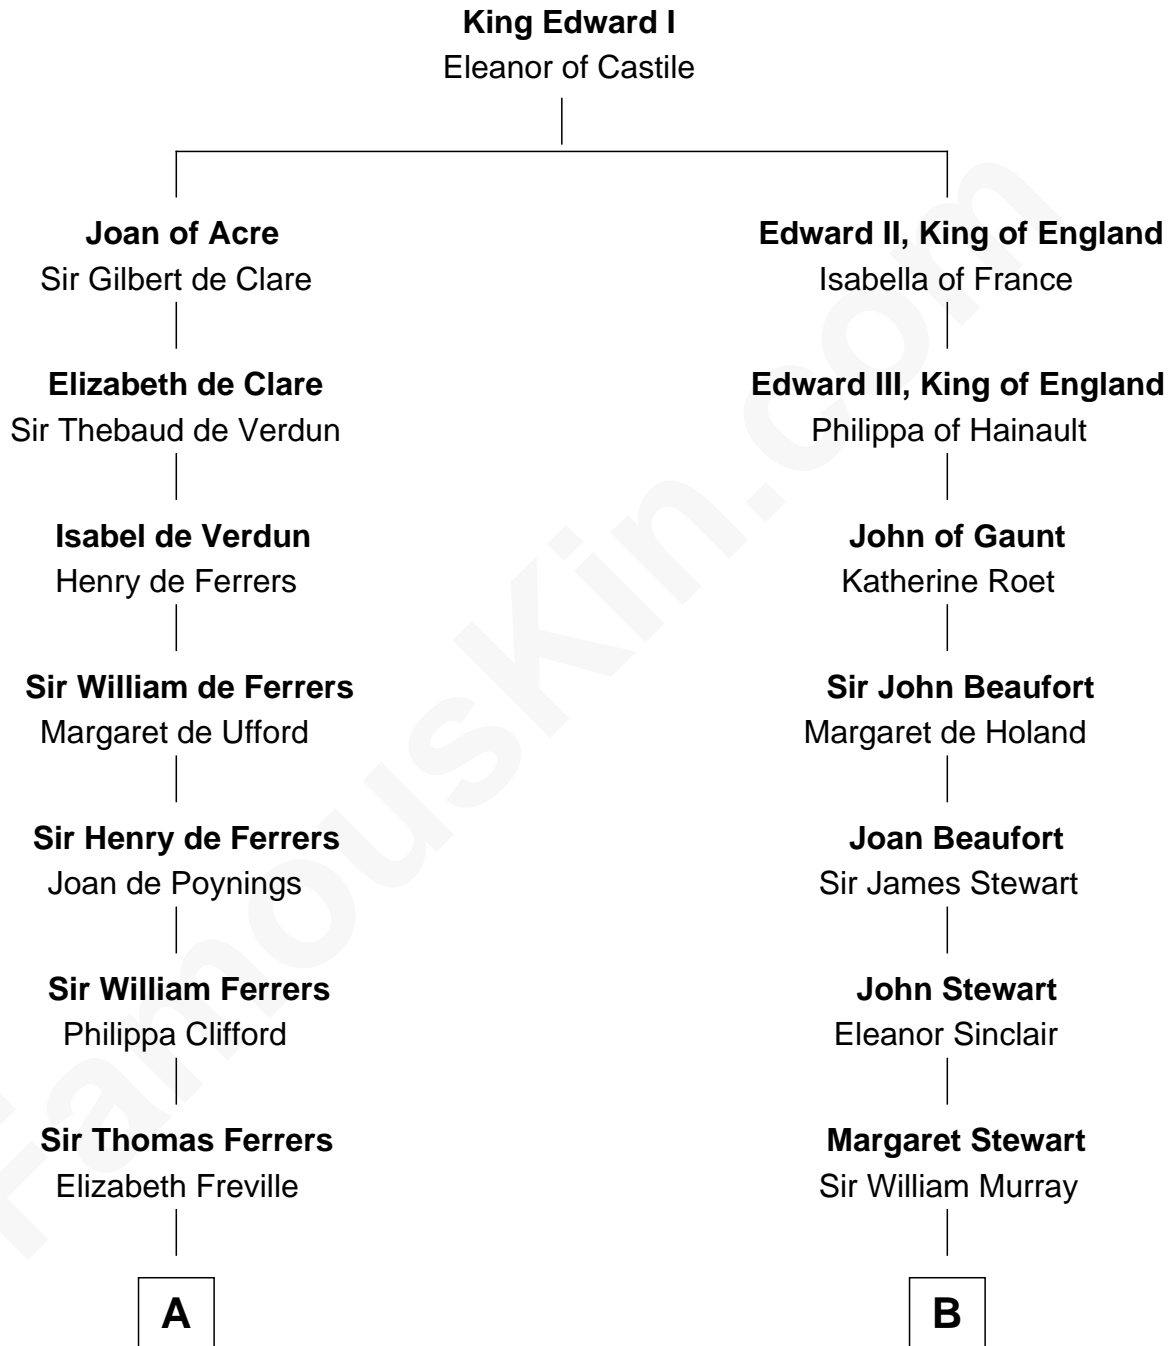 King Edward I
Eleanor of Castile
Joan of Acre
Sir Gilbert de Clare
Elizabeth de Clare
Sir Thebaud de Verdun
Isabel de Verdun
Henry de Ferrers
Sir William de Ferrers
Margaret de Ufford
Sir Henry de Ferrers
Joan de Poynings
Sir William Ferrers
Philippa Clifford
Sir Thomas Ferrers
Elizabeth Freville
A
Edward II, King of England
Isabella of France
Edward III, King of England
Philippa of Hainault
John of Gaunt
Katherine Roet
Sir John Beaufort
Margaret de Holand
Joan Beaufort
Sir James Stewart
John Stewart
Eleanor Sinclair
Margaret Stewart
Sir William Murray
B
FamousKin.com